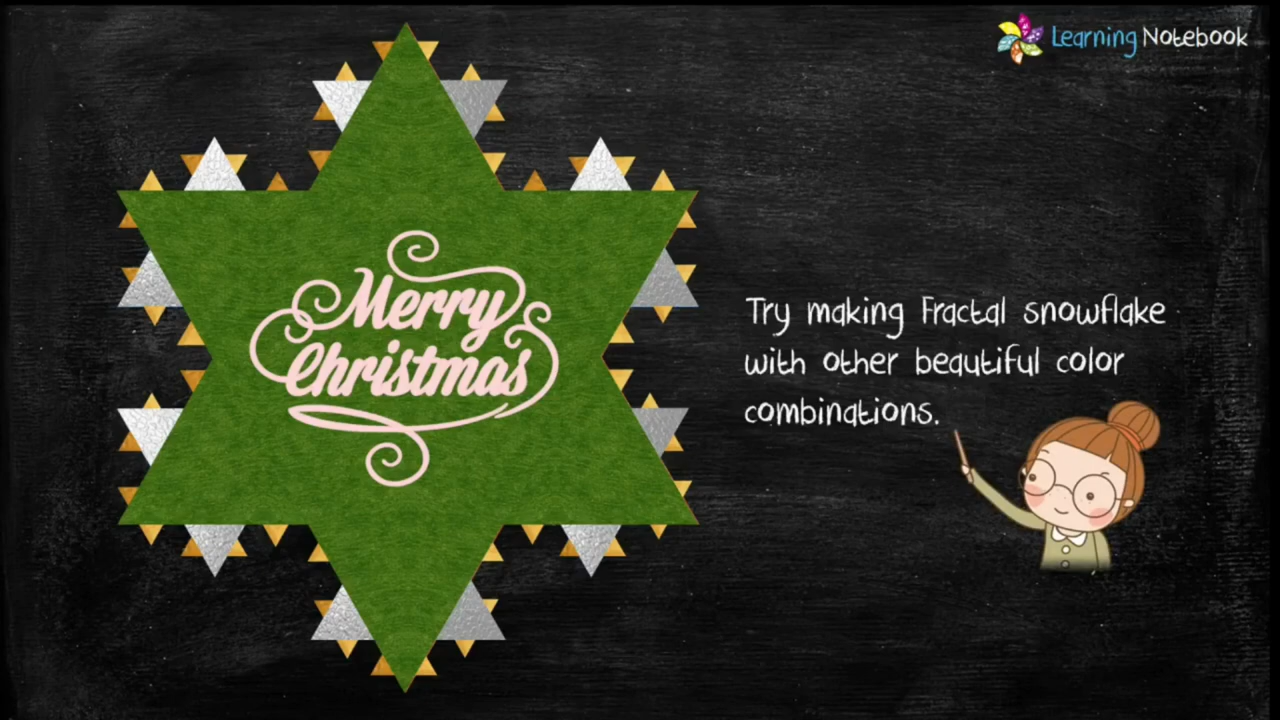 Learning Notebook
Merry
Christmas
Try making Fractal snowflake
with other beautiful color
combinations.